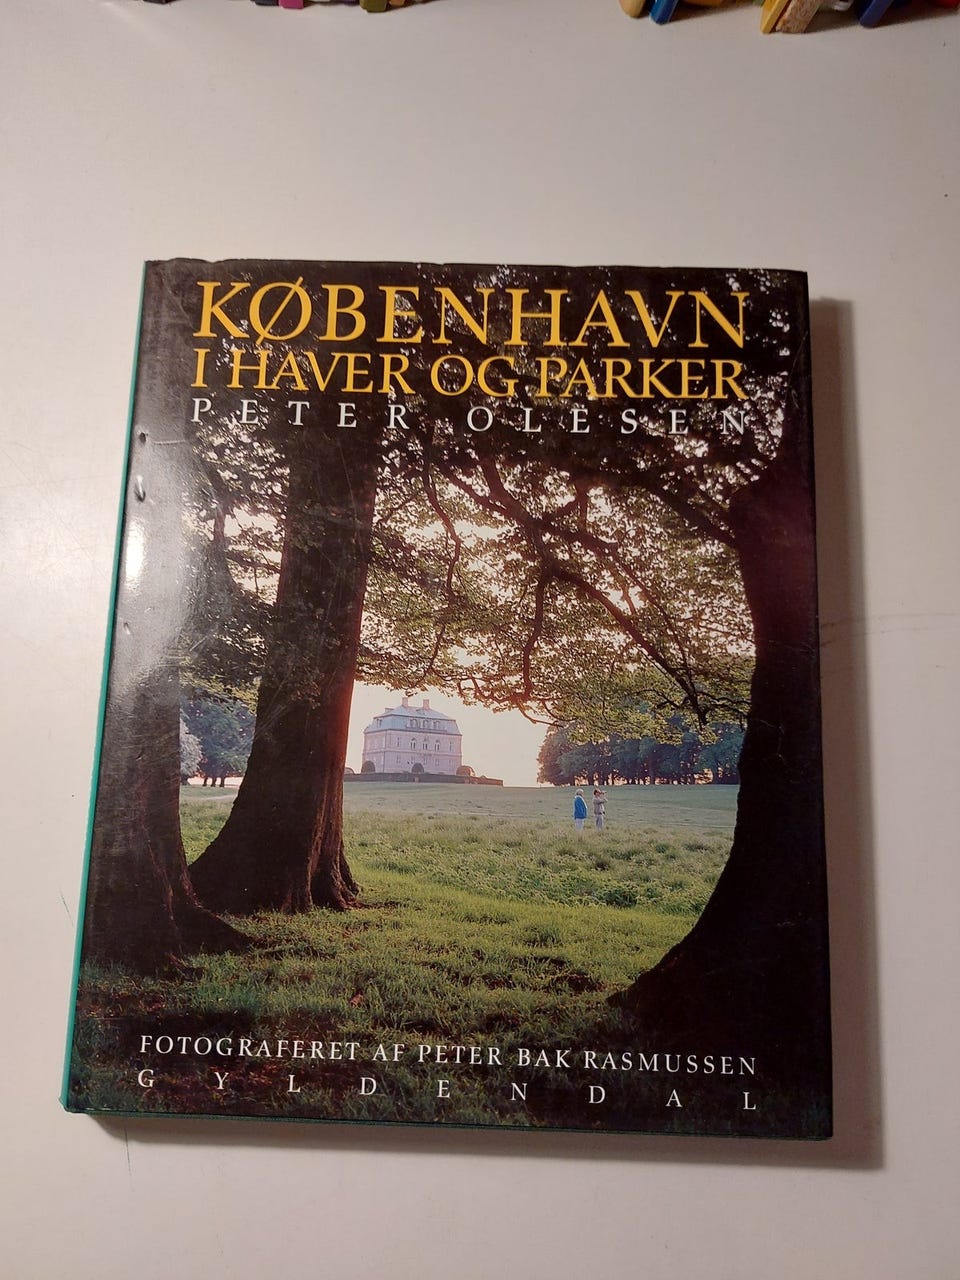 KØBENHAVN
I HAVER OG PARKER
PETER OLESEN
FOTOGRAFERET AF PETER BAK RASMUSSEN
GYLDENDAL